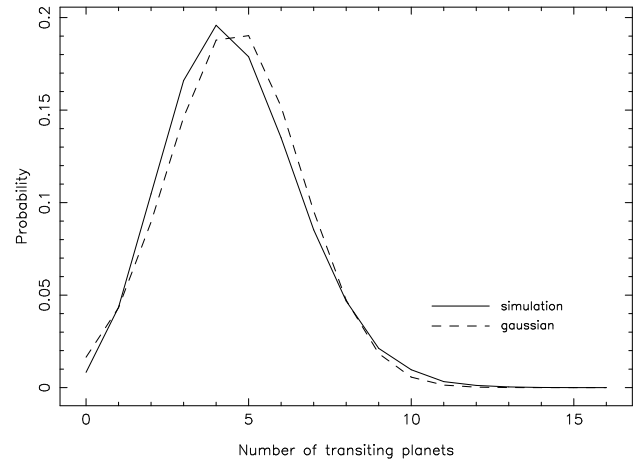 0.2
0.15
0.1
0.05
0
Probability
simulation
gaussian
0 5 10 15
Number of transiting planets